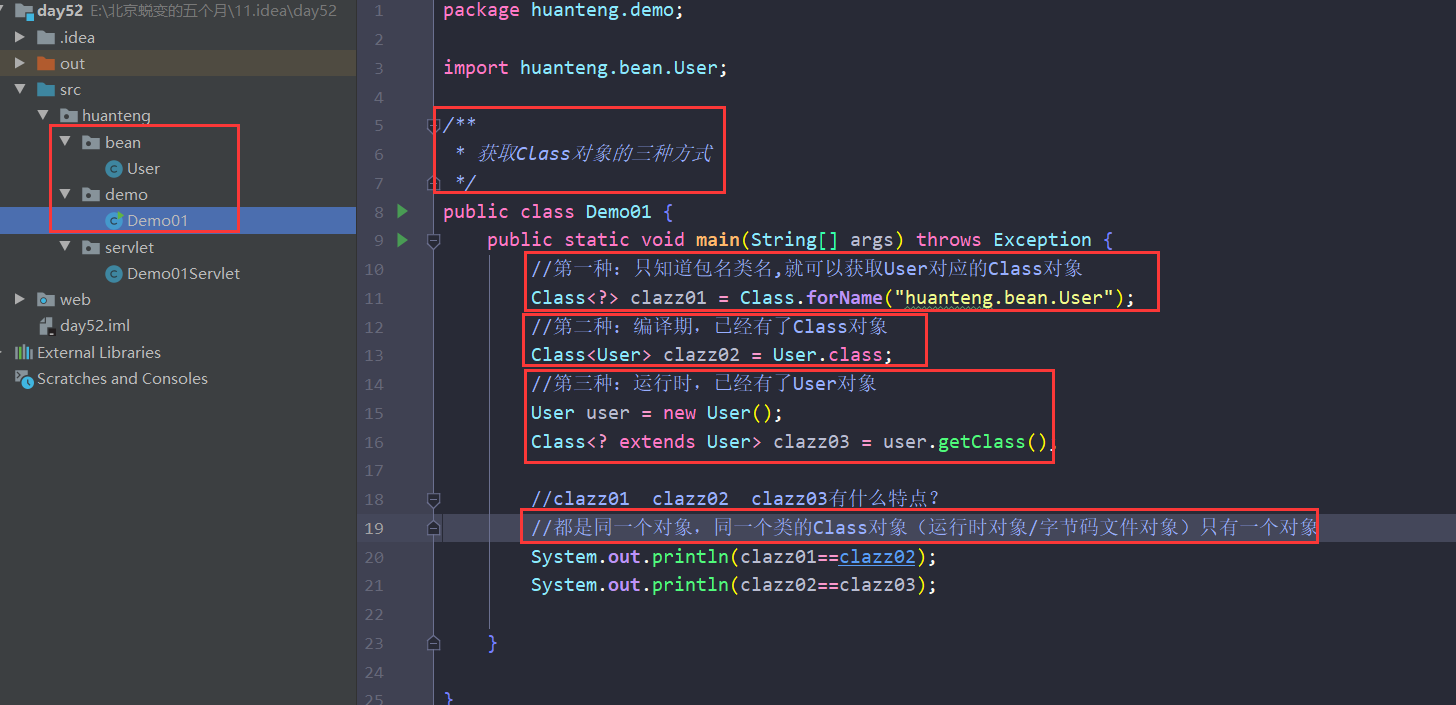 day52 E:\北京蜕变的五个月\11.idea\day52
.idea
out
src
huanteng
bean
User
demo
Demo01
servlet
Demo01Servlet
web
day52.iml
External Libraries
Scratches and Consoles
1 package huanteng.demo;
2
3 import huanteng.bean.User;
4
5 /**
6 * 获取Class对象的三种方式
7 */
8 public class Demo01 {
9 public static void main(String[] args) throws Exception {
10 //第一种：只知道包名类名,就可以获取User对应的Class对象
11 Class<?> clazz01 = Class.forName("huanteng.bean.User");
12 //第二种：编译期，已经有了Class对象
13 Class<User> clazz02 = User.class;
14 //第三种：运行时，已经有了User对象
15 User user = new User();
16 Class<? extends User> clazz03 = user.getClass();
17
18 //clazz01 clazz02 clazz03有什么特点？
19 //都是同一个对象，同一个类的Class对象（运行时对象/字节码文件对象）只有一个对象
20 System.out.println(clazz01==clazz02);
21 System.out.println(clazz02==clazz03);
22
23 }
24
25 }